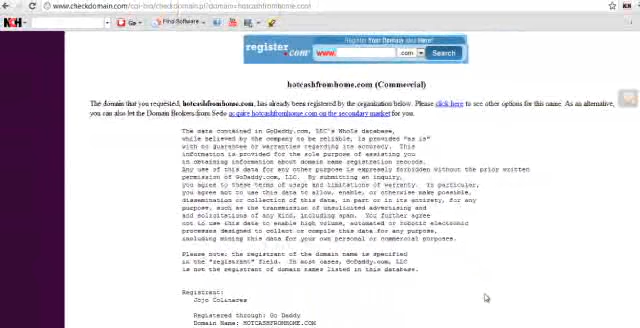 www.checkdomain.com/cgi-bin/checkdomain.pl?domain=hotcashfromhome.com
NCH Go Find Software
register.com
Register Your Domain Idea Here!
www. .com Search
hotcashfromhome.com (Commercial)
The domain that you requested, hotcashfromhome.com, has already been registered by the organization below. Please click here to see other options for this name. As an alternative,
you can also let the Domain Brokers from Sedo acquire hotcashfromhome.com on the secondary market for you.
The data contained in GoDaddy.com, LLC's WhoIs database,
while believed by the company to be reliable, is provided "as is"
with no guarantee or warranties regarding its accuracy. This
information is provided for the sole purpose of assisting you
in obtaining information about domain name registration records.
Any use of this data for any other purpose is expressly forbidden without the prior written
permission of GoDaddy.com, LLC. By submitting an inquiry,
you agree to these terms of usage and limitations of warranty. In particular,
you agree not to use this data to allow, enable, or otherwise make possible,
dissemination or collection of this data, in part or in its entirety, for any
purpose, such as the transmission of unsolicited advertising and
and solicitations of any kind, including spam. You further agree
not to use this data to enable high volume, automated or robotic electronic
processes designed to collect or compile this data for any purpose,
including mining this data for your own personal or commercial purposes.
Please note: the registrant of the domain name is specified
in the "registrant" field. In most cases, GoDaddy.com, LLC
is not the registrant of domain names listed in this database.
Registrant:
Jojo Colinares
Registered through: Go Daddy
Domain Name: HOTCASHFROMHOME.COM